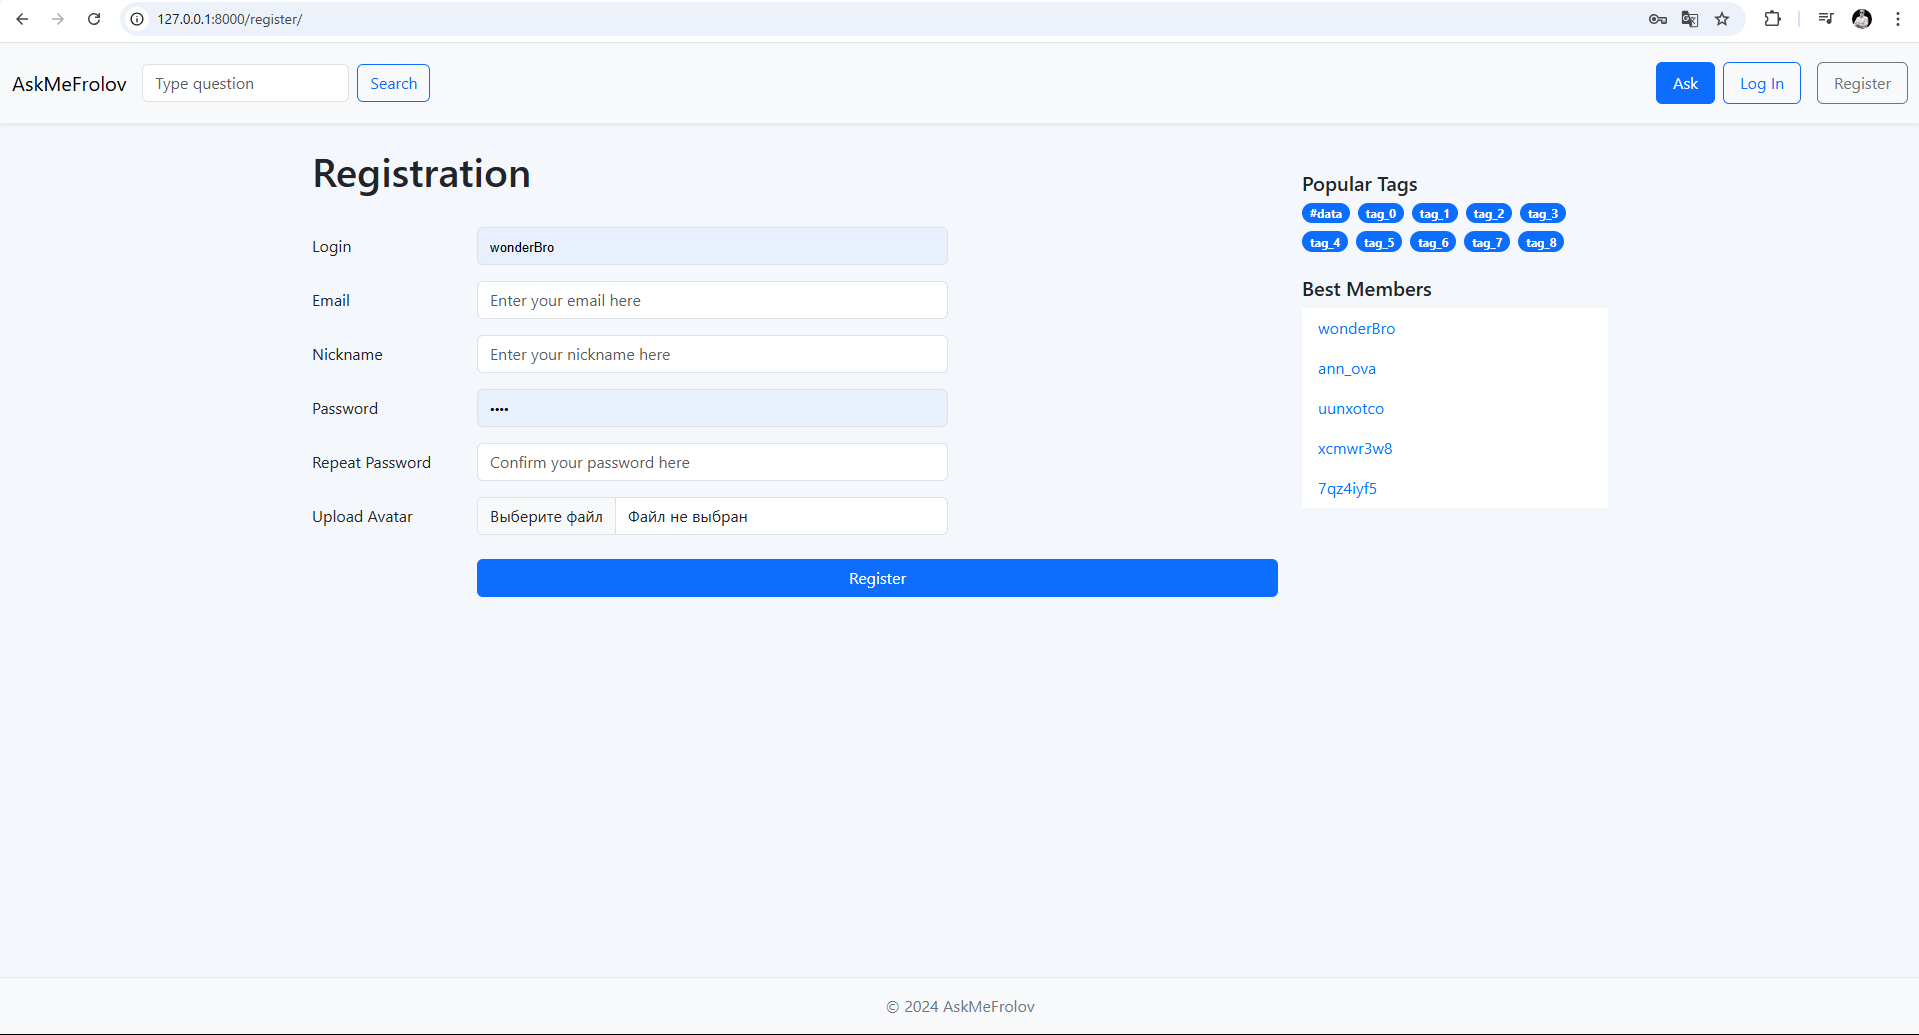 127.0.0.1:8000/register/
AskMeFrolov Type question Search Ask Log In Register
Registration
Login wonderBro
Email Enter your email here
Nickname Enter your nickname here
Password ••••
Repeat Password Confirm your password here
Upload Avatar Выберите файл Файл не выбран
Register
Popular Tags
#data tag_0 tag_1 tag_2 tag_3
tag_4 tag_5 tag_6 tag_7 tag_8
Best Members
wonderBro
ann_ova
uunxotco
xcmwr3w8
7qz4iyf5
© 2024 AskMeFrolov